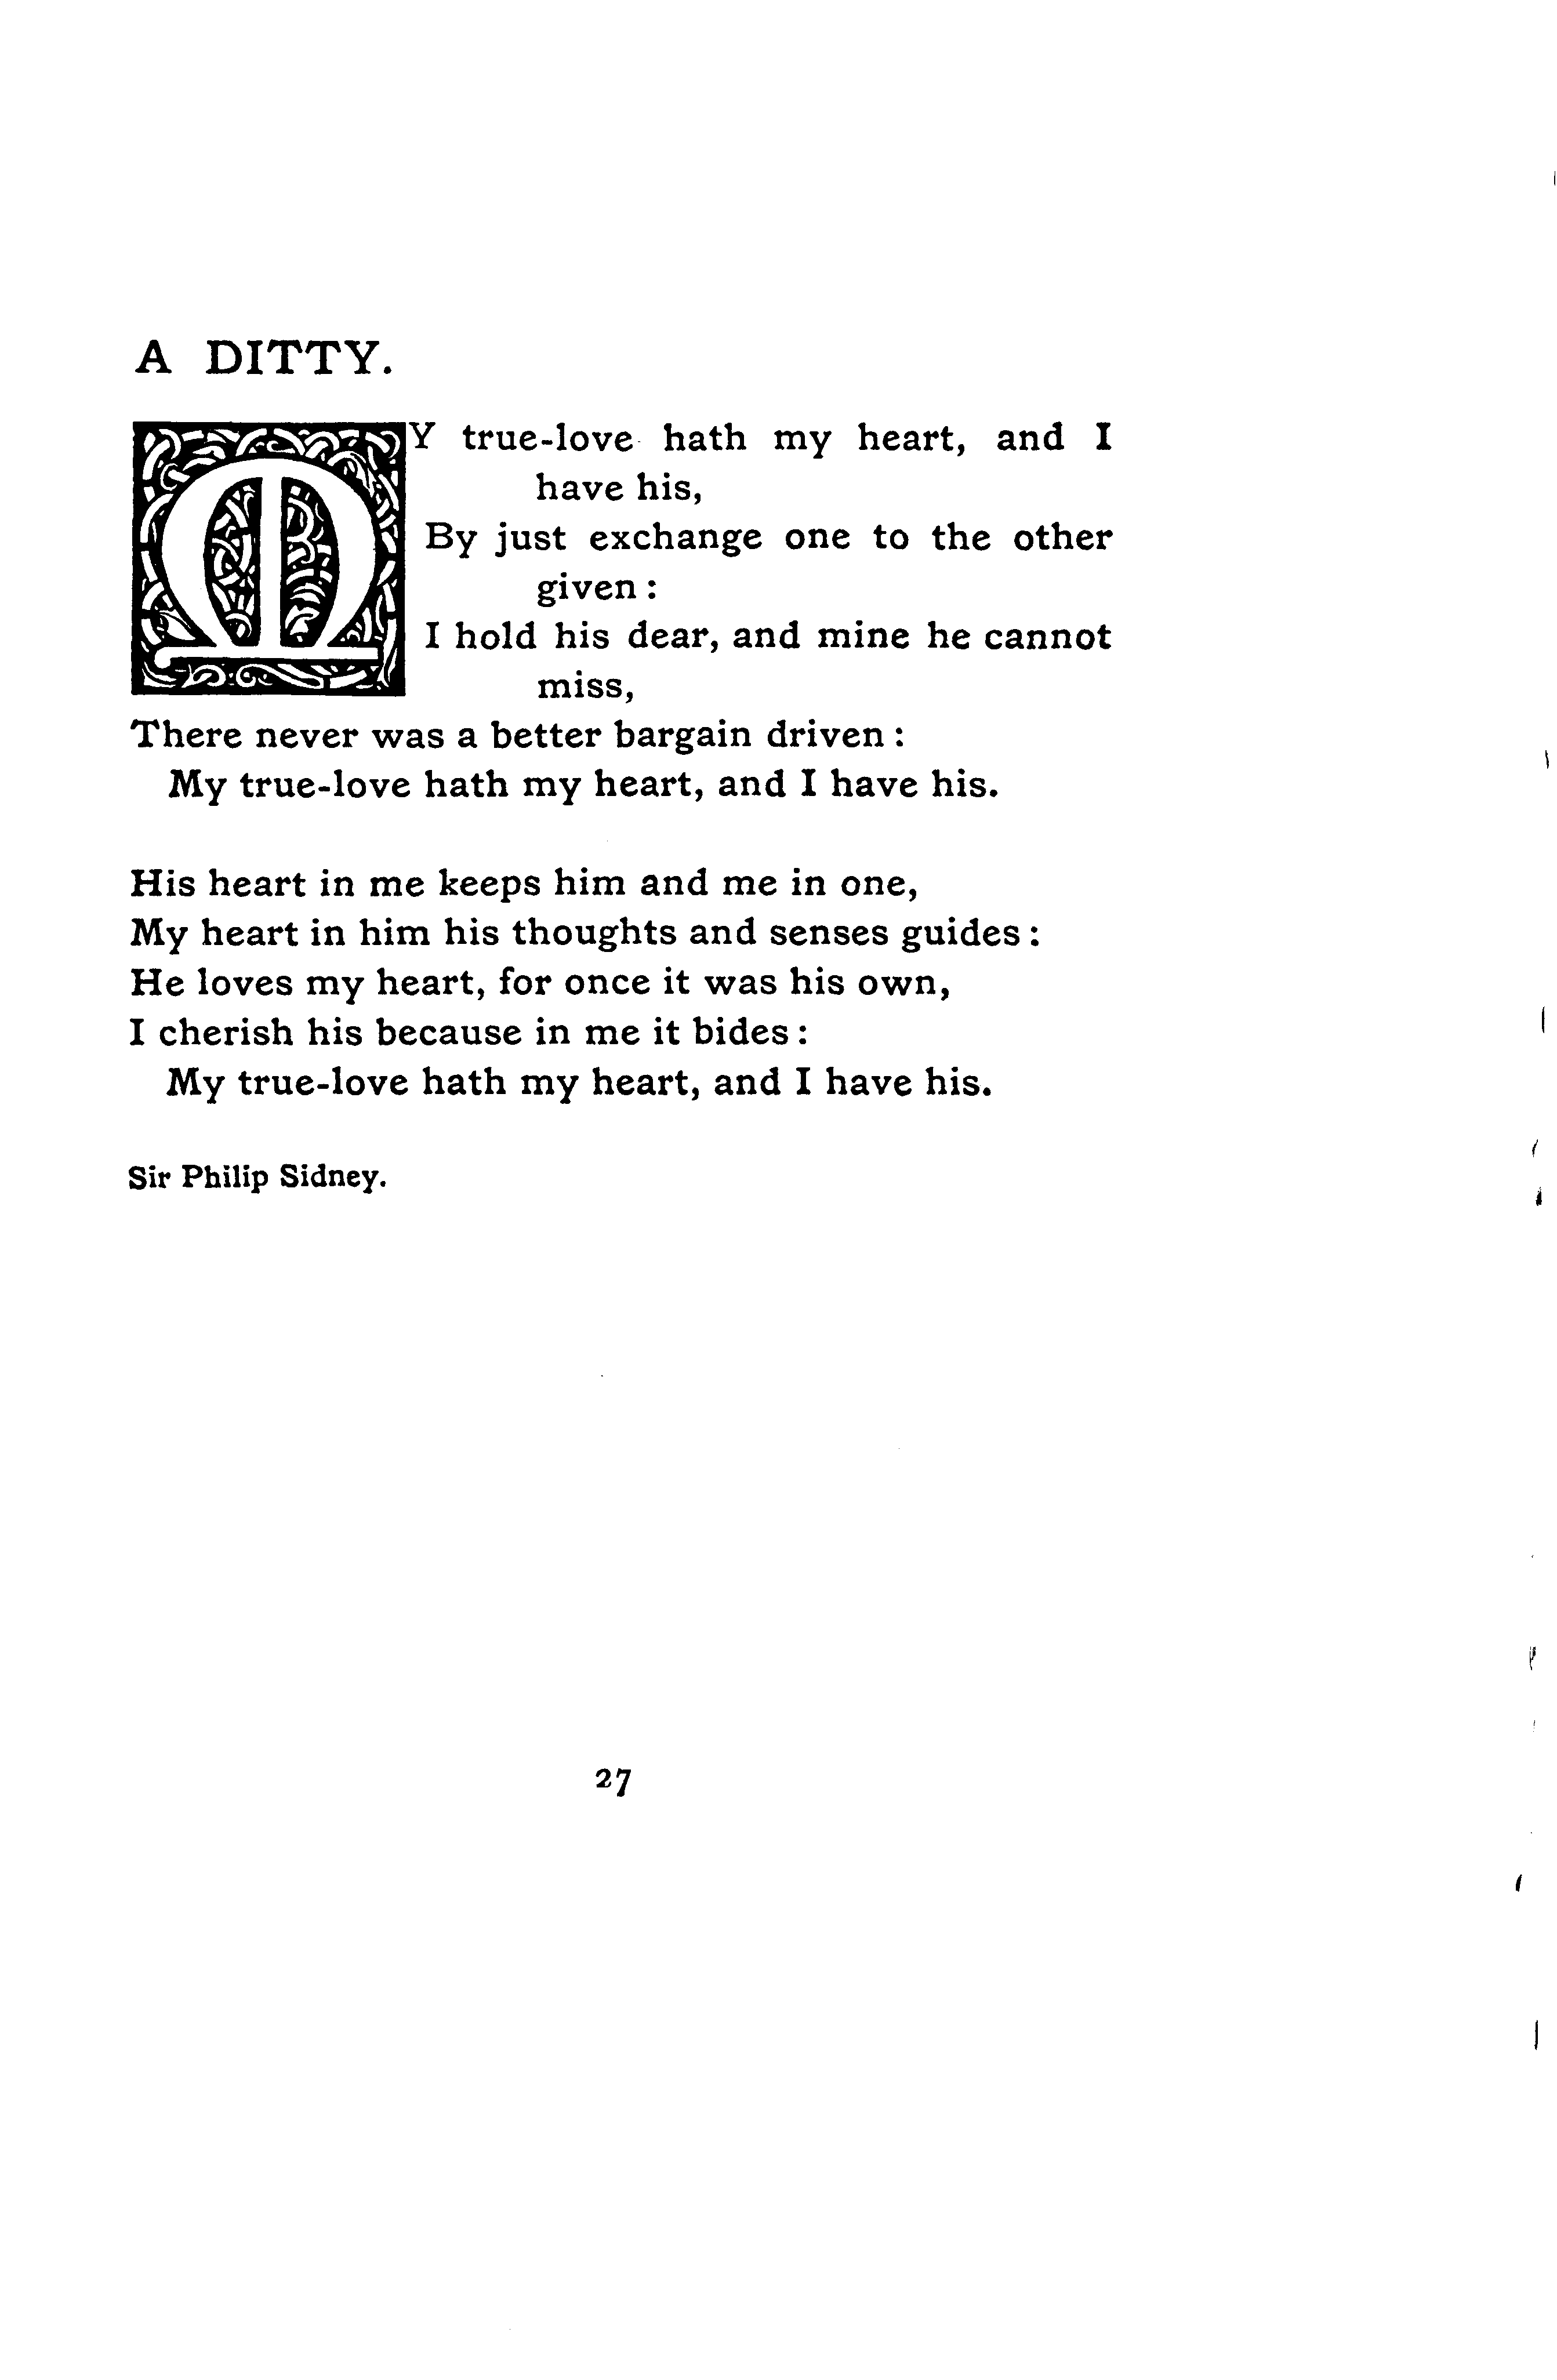 A DITTY.
MY true-love hath my heart, and I
have his,
By just exchange one to the other
given :
I hold his dear, and mine he cannot
miss,
There never was a better bargain driven :
My true-love hath my heart, and I have his.
His heart in me keeps him and me in one,
My heart in him his thoughts and senses guides :
He loves my heart, for once it was his own,
I cherish his because in me it bides :
My true-love hath my heart, and I have his.
Sir Philip Sidney.
27